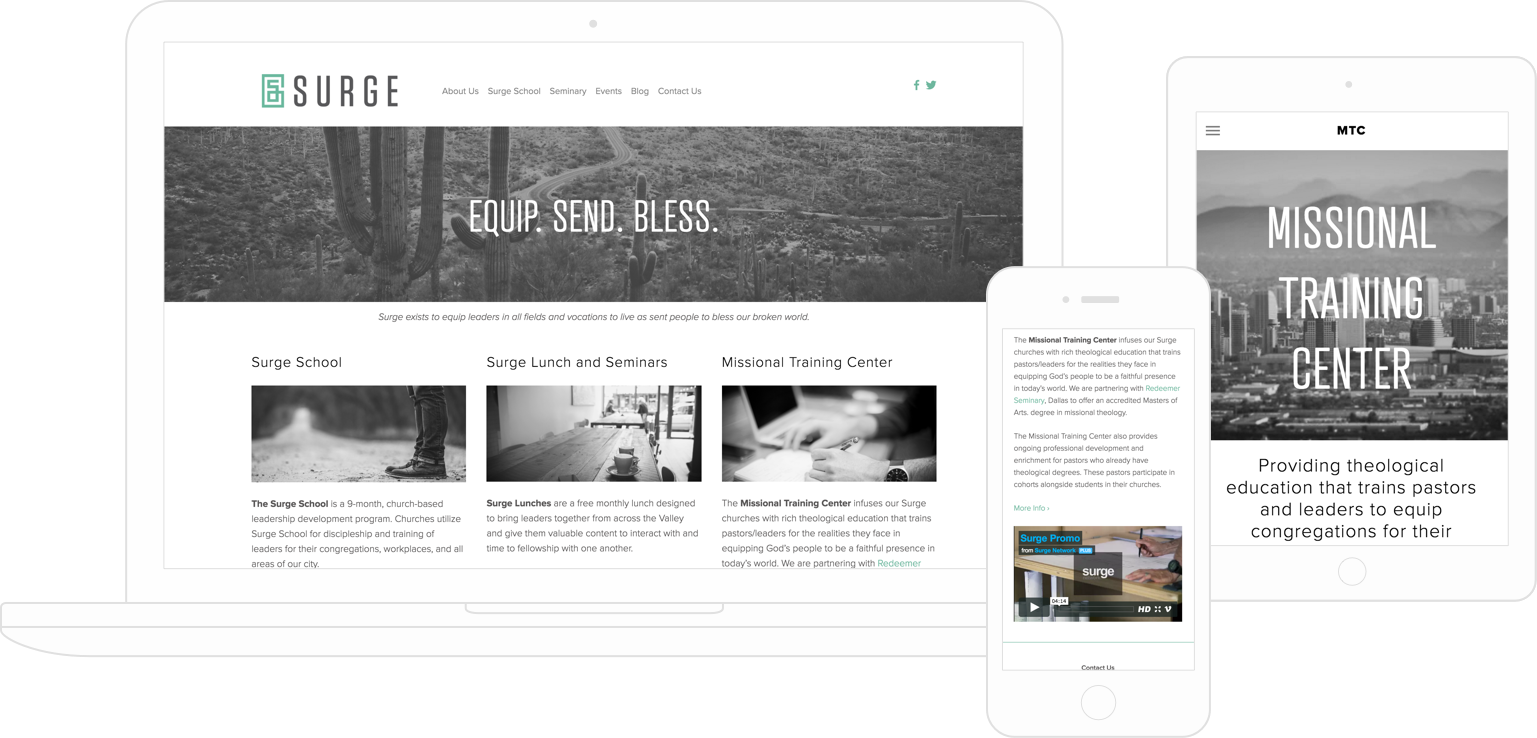 SURGE
About Us Surge School Seminary Events Blog Contact Us
EQUIP. SEND. BLESS.
Surge exists to equip leaders in all fields and vocations to live as sent people to bless our broken world.
Surge School
The Surge School is a 9-month, church-based
leadership development program. Churches utilize
Surge School for discipleship and training of
leaders for their congregations, workplaces, and all
areas of our city.
Surge Lunch and Seminars
Surge Lunches are a free monthly lunch designed
to bring leaders together from across the Valley
and give them valuable content to interact with and
time to fellowship with one another.
Missional Training Center
The Missional Training Center infuses our Surge
churches with rich theological education that trains
pastors/leaders for the realities they face in
equipping God's people to be a faithful presence in
today's world. We are partnering with Redeemer
The Missional Training Center infuses our Surge
churches with rich theological education that trains
pastors/leaders for the realities they face in
equipping God's people to be a faithful presence
in today's world. We are partnering with Redeemer
Seminary, Dallas to offer an accredited Masters of
Arts. degree in missional theology.
The Missional Training Center also provides
ongoing professional development and
enrichment for pastors who already have
theological degrees. These pastors participate in
cohorts alongside students in their churches.
More Info ›
Surge Promo
from Surge Network PLUS
surge
04:14
HD
Contact Us
MTC
MISSIONAL
TRAINING
CENTER
Providing theological
education that trains pastors
and leaders to equip
congregations for their